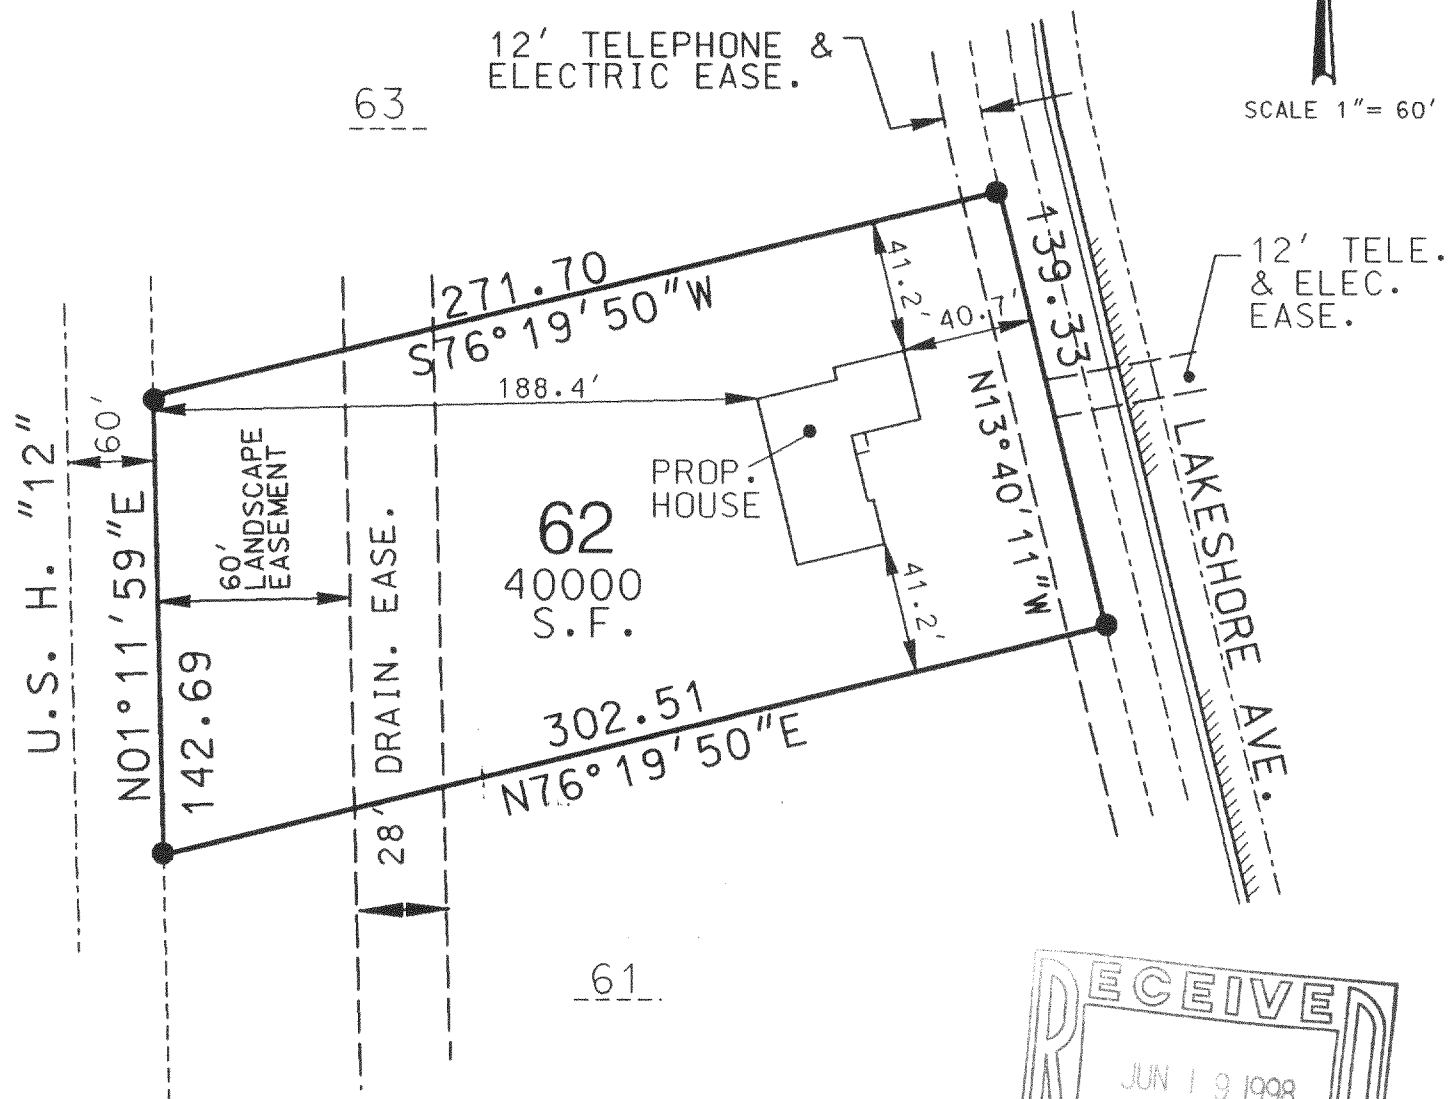 12' TELEPHONE &
ELECTRIC EASE.
63
SCALE 1"= 60'
12' TELE.
& ELEC.
EASE.
271.70
S76°19'50"W
139.33
N13°40'11"W
41.2'
40.7'
188.4'
60'
U.S. H. "12"
N01°11'59"E
142.69
60'
LANDSCAPE
EASEMENT
28' DRAIN. EASE.
PROP.
HOUSE
62
40000
S.F.
41.2'
LAKESHORE AVE.
302.51
N76°19'50"E
61
RECEIVED
JUN 19 1998